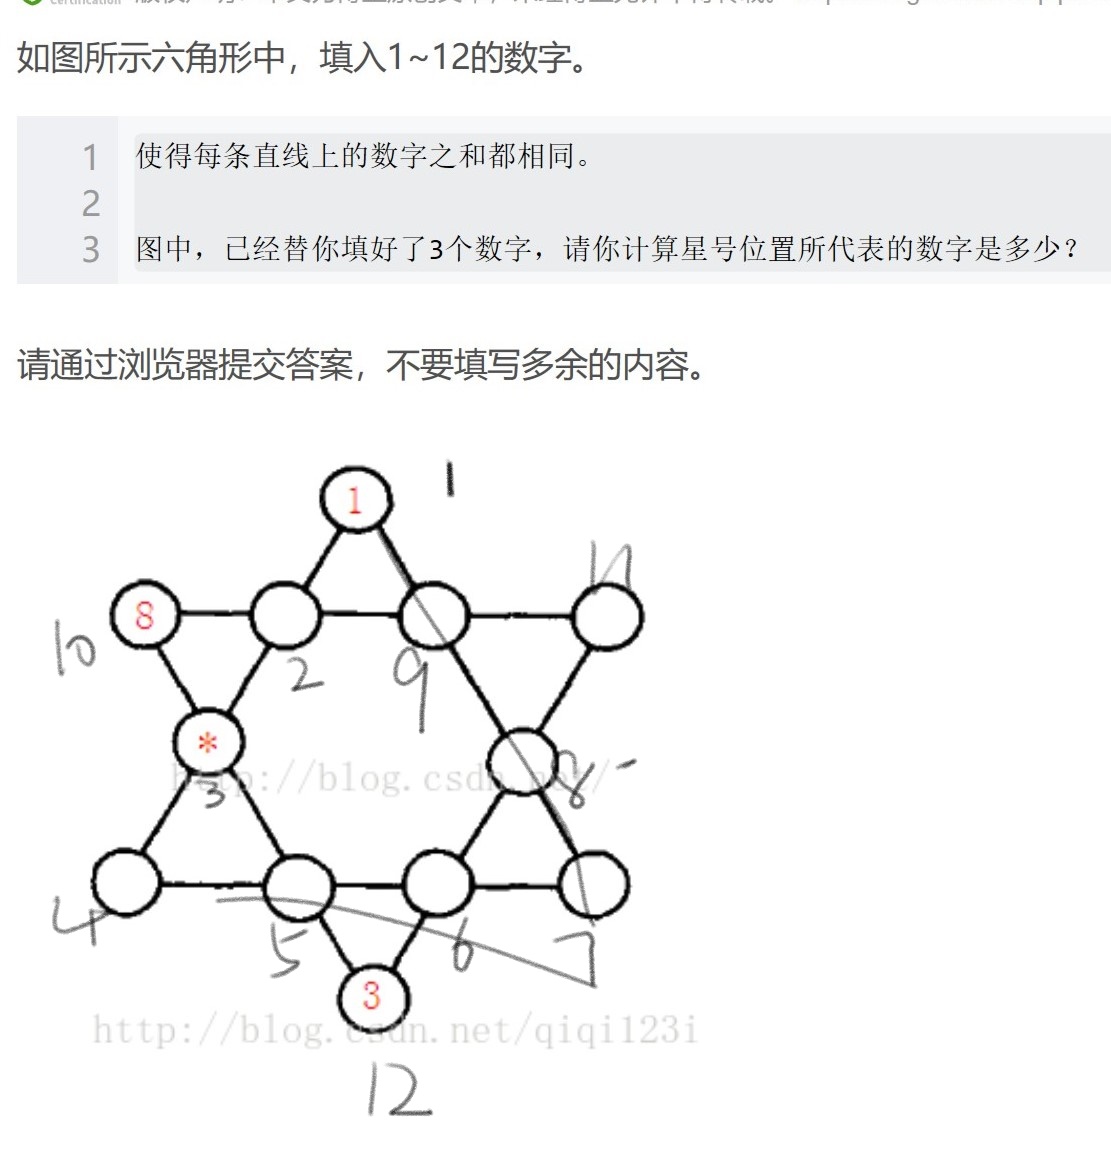 certification
如图所示六角形中，填入1~12的数字。
1 使得每条直线上的数字之和都相同。
2
3 图中，已经替你填好了3个数字，请你计算星号位置所代表的数字是多少？
请通过浏览器提交答案，不要填写多余的内容。
1 1
11
8
10 2 9
*
3 http://blog.csdn.net/ 8
4 5 6 7
3
http://blog.csdn.net/qiqi123i
12